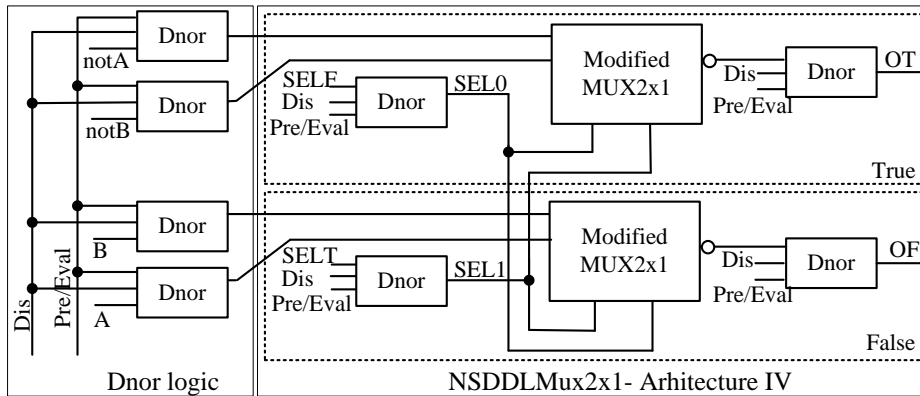 Dnor
notA
Dnor
notB
Dnor
B
Dnor
A
Dis
Pre/Eval
Dnor logic
SELF
Dis
Pre/Eval
Dnor
SEL0
Modified
MUX2x1
Dis
Pre/Eval
Dnor
OT
True
SELT
Dis
Pre/Eval
Dnor
SEL1
Modified
MUX2x1
Dis
Pre/Eval
Dnor
OF
False
NSDDLMux2x1- Arhitecture IV